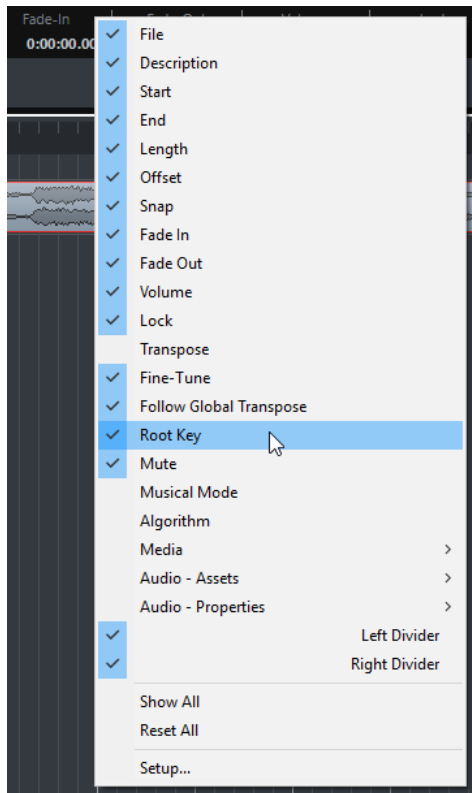 Fade-In
0:00:00.00
File
Description
Start
End
Length
Offset
Snap
Fade In
Fade Out
Volume
Lock
Transpose
Fine-Tune
Follow Global Transpose
Root Key
Mute
Musical Mode
Algorithm
Media
Audio - Assets
Audio - Properties
Left Divider
Right Divider
Show All
Reset All
Setup...